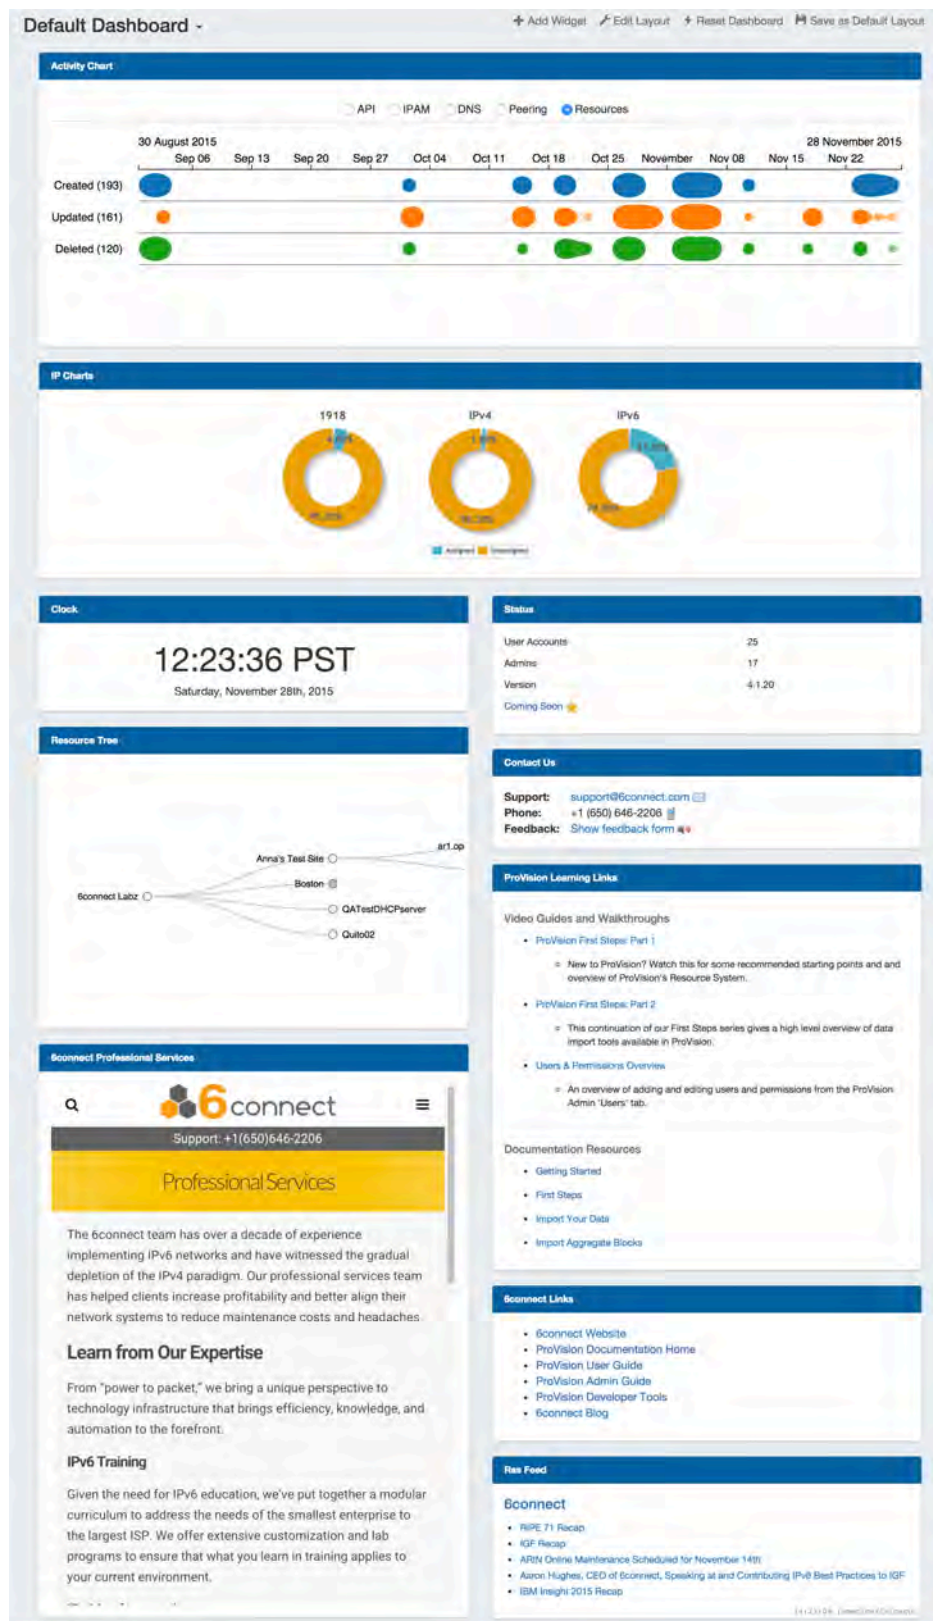 Default Dashboard
Add Widget Edit Layout Reset Dashboard Save as Default Layout
Activity Chart
API IPAM DNS Peering Resources
30 August 2015 28 November 2015
Sep 06 Sep 13 Sep 20 Sep 27 Oct 04 Oct 11 Oct 18 Oct 25 November Nov 08 Nov 15 Nov 22
Created (193)
Updated (161)
Deleted (120)
IP Charts
1918 IPv4 IPv6
Assigned Unassigned
Clock
12:23:36 PST
Saturday, November 28th, 2015
Status
User Accounts 25
Admins 17
Version 4.1.20
Coming Soon
Resource Tree
6connect Labz
Anna's Test Site
ar1.op
Boston
QATestDHCPserver
Quito02
Contact Us
Support: support@6connect.com
Phone: +1 (650) 646-2206
Feedback: Show feedback form
ProVision Learning Links
Video Guides and Walkthroughs
ProVision First Steps: Part 1
New to ProVision? Watch this for some recommended starting points and and
overview of ProVision's Resource System.
ProVision First Steps: Part 2
This continuation of our First Steps series gives a high level overview of data
import tools available in ProVision.
Users & Permissions Overview
An overview of adding and editing users and permissions from the ProVision
Admin 'Users' tab.
Documentation Resources
Getting Started
First Steps
Import Your Data
Import Aggregate Blocks
6connect Professional Services
6connect
Support: +1(650)646-2206
Professional Services
The 6connect team has over a decade of experience
implementing IPv6 networks and have witnessed the gradual
depletion of the IPv4 paradigm. Our professional services team
has helped clients increase profitability and better align their
network systems to reduce maintenance costs and headaches.
Learn from Our Expertise
From "power to packet," we bring a unique perspective to
technology infrastructure that brings efficiency, knowledge, and
automation to the forefront.
IPv6 Training
Given the need for IPv6 education, we've put together a modular
curriculum to address the needs of the smallest enterprise to
the largest ISP. We offer extensive customization and lab
programs to ensure that what you learn in training applies to
your current environment.
6connect Links
6connect Website
ProVision Documentation Home
ProVision User Guide
ProVision Admin Guide
ProVision Developer Tools
6connect Blog
Rss Feed
6connect
RIPE 71 Recap
IGF Recap
ARIN Online Maintenance Scheduled for November 14th
Aaron Hughes, CEO of 6connect, Speaking at and Contributing IPv6 Best Practices to IGF
IBM Insight 2015 Recap